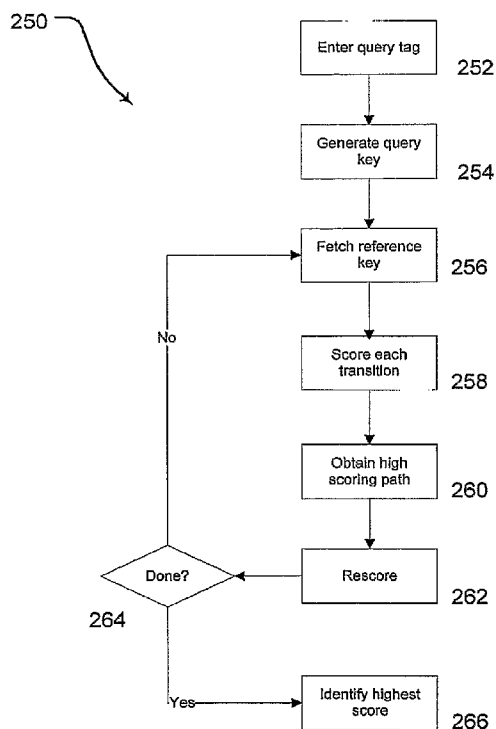 250
Enter query tag
252
Generate query
key
254
Fetch reference
key
256
No
Score each
transition
258
Obtain high
scoring path
260
Done?
Rescore
264
262
Yes
Identify highest
score
266